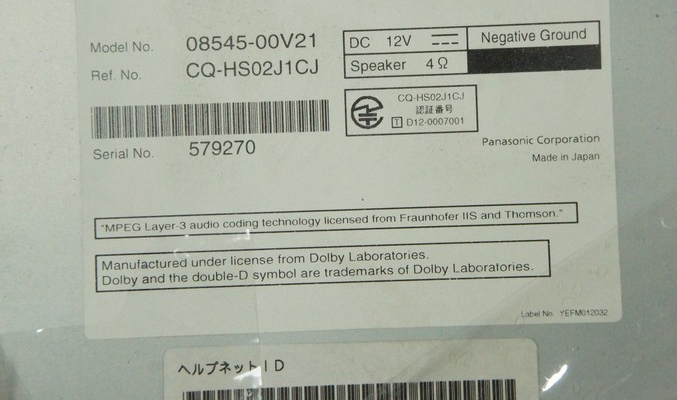 Model No. 08545-00V21
Ref. No. CQ-HS02J1CJ
DC 12V
Negative Ground
Speaker 4 Ω
CQ-HS02J1CJ
認証番号
T D12-0007001
Serial No. 579270
Panasonic Corporation
Made in Japan
"MPEG Layer-3 audio coding technology licensed from Fraunhofer IIS and Thomson."
Manufactured under license from Dolby Laboratories.
Dolby and the double-D symbol are trademarks of Dolby Laboratories.
Label No. YEFM012032
ヘルプネットID